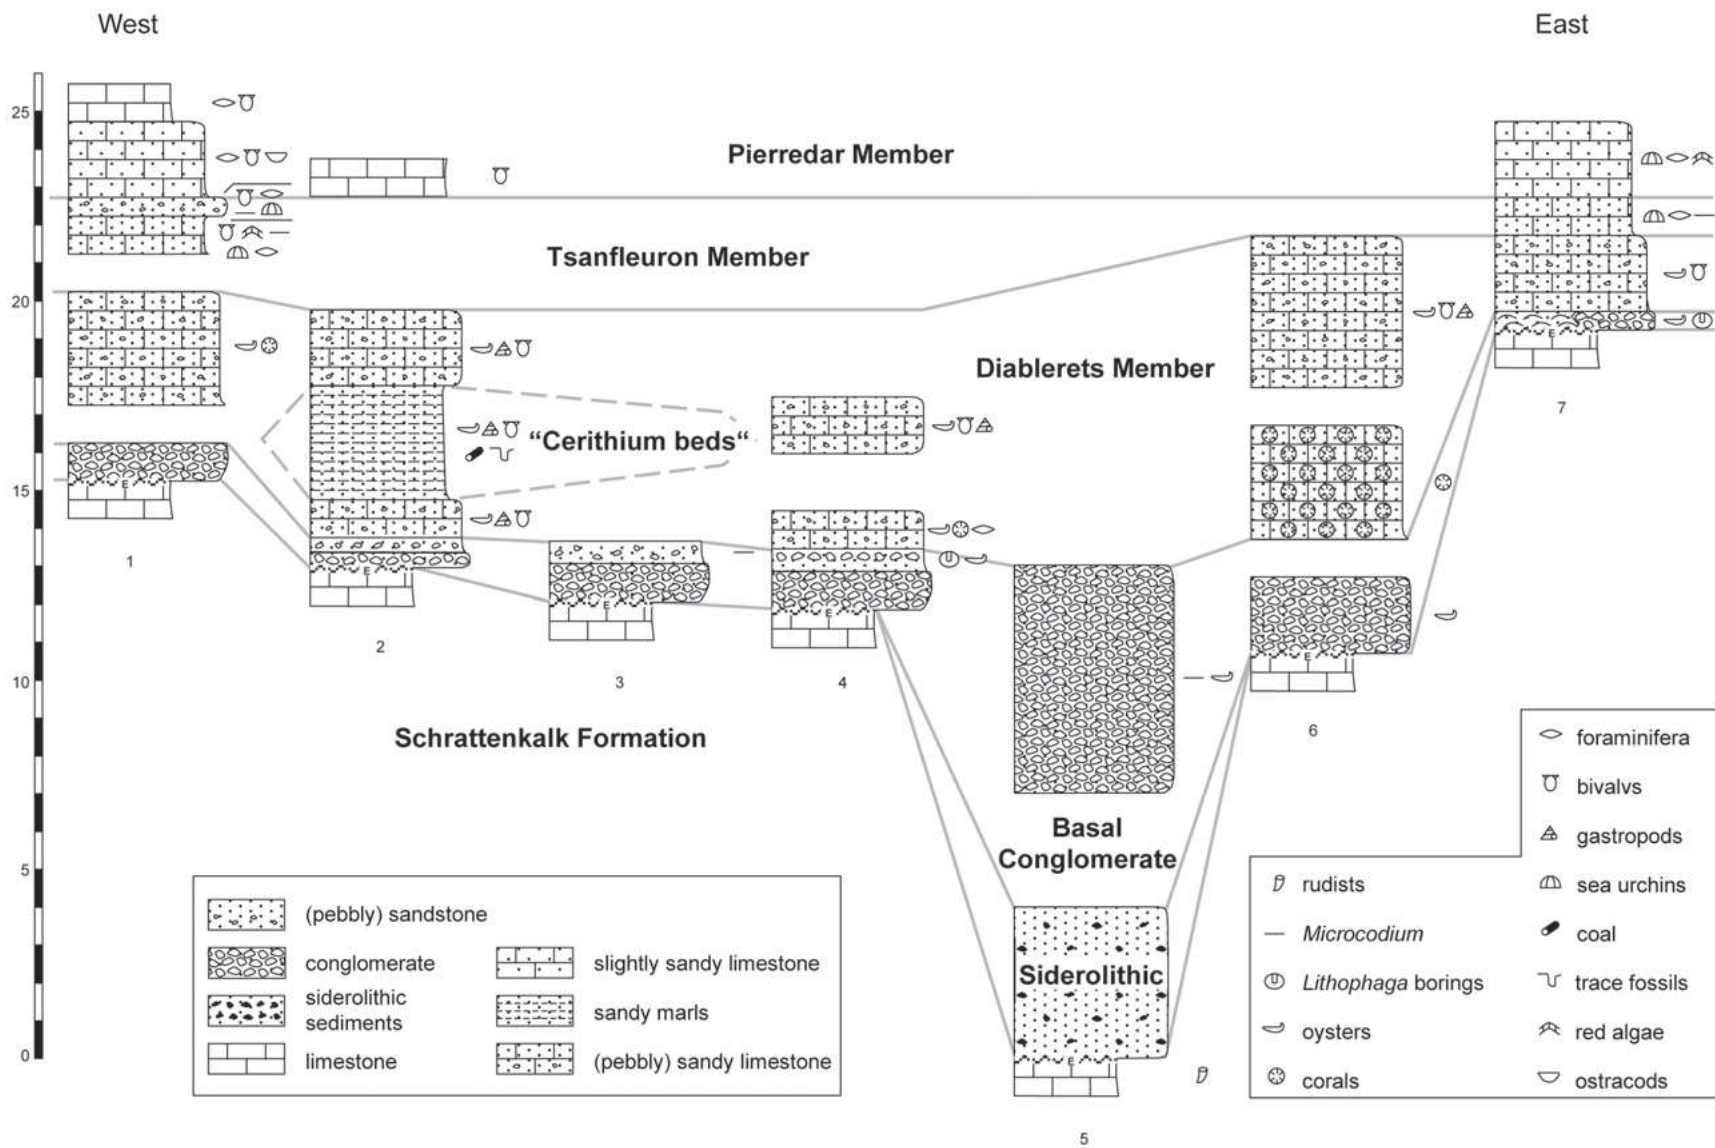 West
East
25
20
15
10
5
0
Pierredar Member
Tsanfleuron Member
Diablerets Member
“Cerithium beds“
Schrattenkalk Formation
Basal
Conglomerate
Siderolithic
E
E
E
E
E
E
E
1
2
3
4
5
6
7
(pebbly) sandstone
conglomerate
siderolithic
sediments
limestone
slightly sandy limestone
sandy marls
(pebbly) sandy limestone
rudists
Microcodium
Lithophaga borings
oysters
corals
foraminifera
bivalvs
gastropods
sea urchins
coal
trace fossils
red algae
ostracods